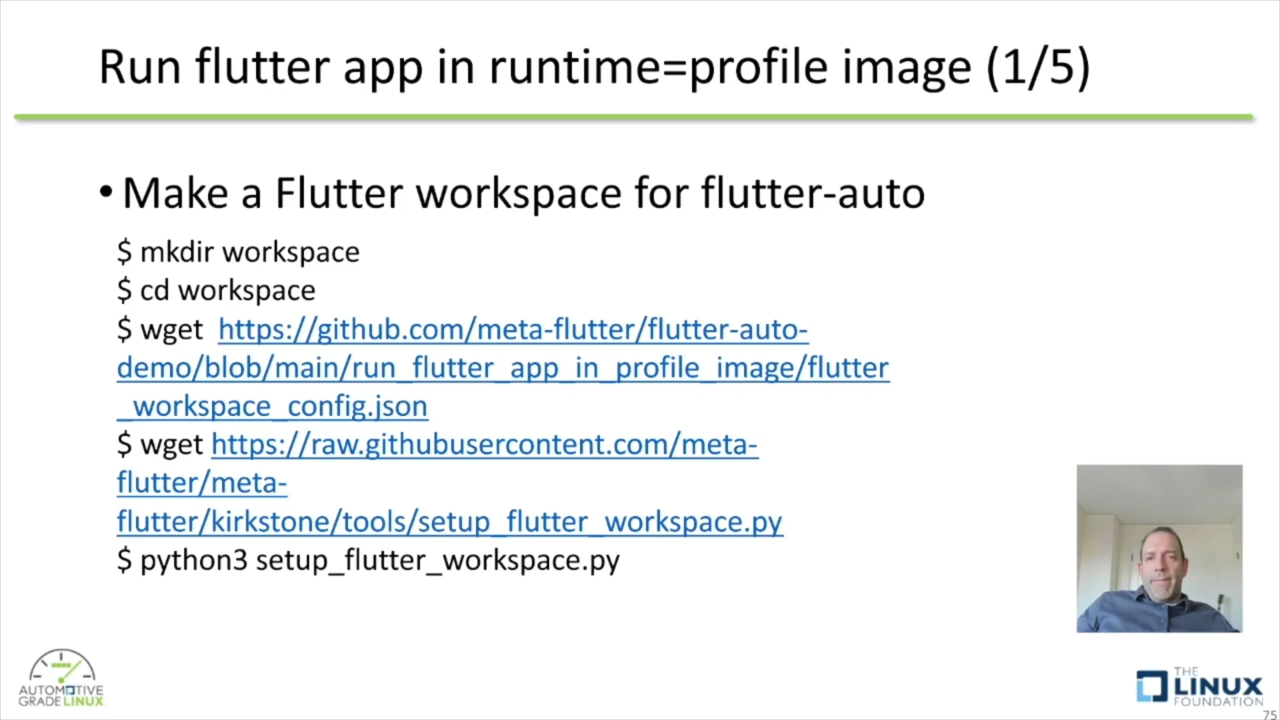 Run flutter app in runtime=profile image (1/5)
• Make a Flutter workspace for flutter-auto
$ mkdir workspace
$ cd workspace
$ wget  https://github.com/meta-flutter/flutter-auto-
demo/blob/main/run_flutter_app_in_profile_image/flutter
_workspace_config.json
$ wget https://raw.githubusercontent.com/meta-
flutter/meta-
flutter/kirkstone/tools/setup_flutter_workspace.py
$ python3 setup_flutter_workspace.py
AUTOMOTIVE
GRADE LINUX
THE
LINUX
FOUNDATION
75